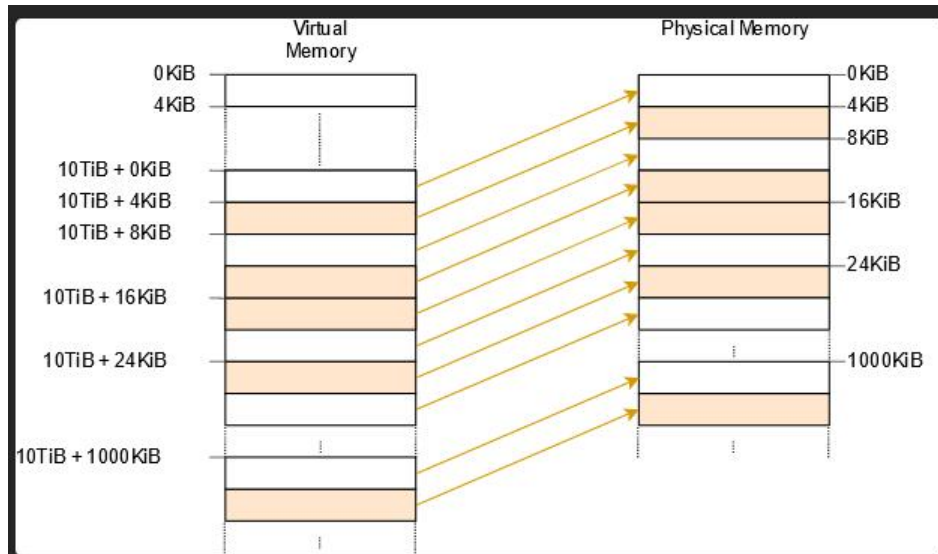 Virtual
Memory
Physical Memory
0KiB
4KiB
10TiB + 0KiB
10TiB + 4KiB
10TiB + 8KiB
10TiB + 16KiB
10TiB + 24KiB
10TiB + 1000KiB
0KiB
4KiB
8KiB
16KiB
24KiB
1000KiB